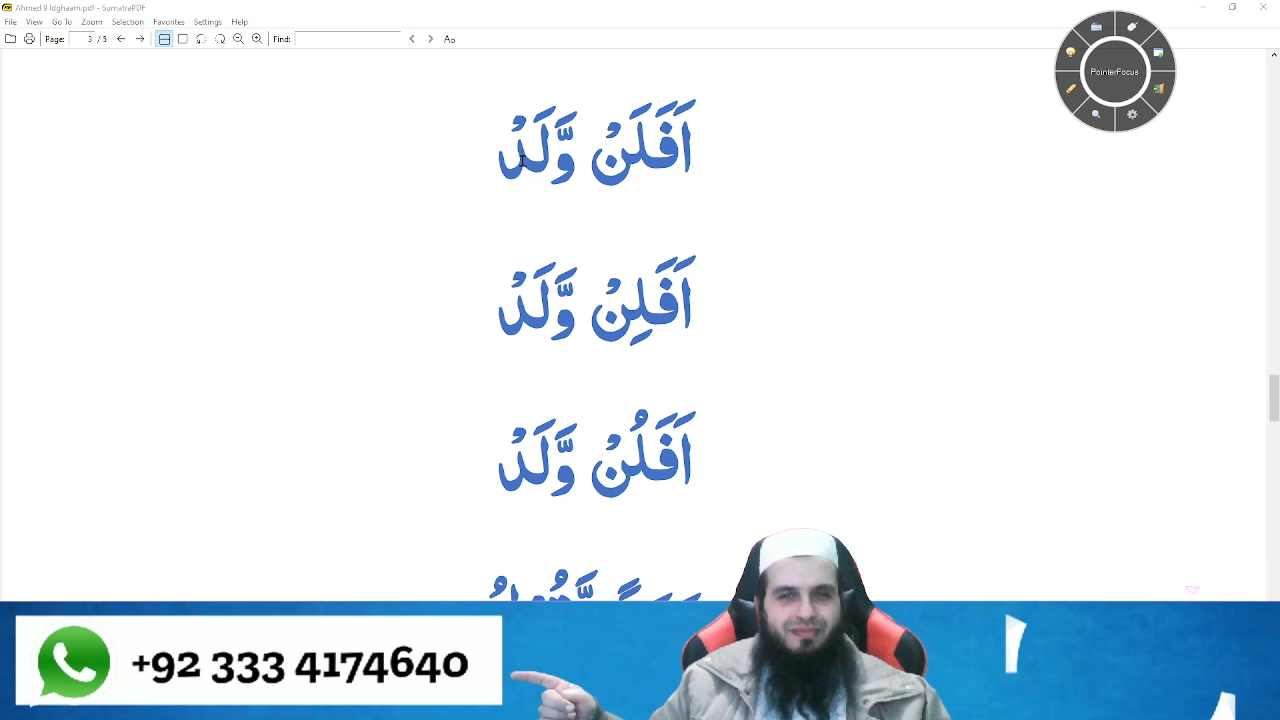 Ahmed 9 Idghaam.pdf - SumatraPDF
File View Go To Zoom Selection Favorites Settings Help
Page: 3 / 5 Find: Aa
PointerFocus
اَفَلَنْ وَّلَدْ
اَفَلِنْ وَّلَدْ
اَفَلُنْ وَّلَدْ
+92 333 4174640